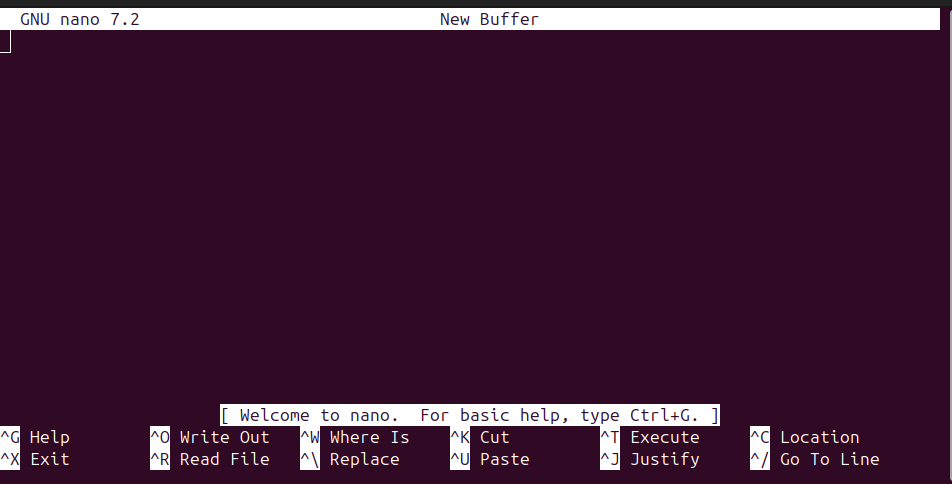 GNU nano 7.2 New Buffer
[ Welcome to nano.  For basic help, type Ctrl+G. ]
^G Help ^O Write Out ^W Where Is ^K Cut ^T Execute ^C Location
^X Exit ^R Read File ^\ Replace ^U Paste ^J Justify ^/ Go To Line